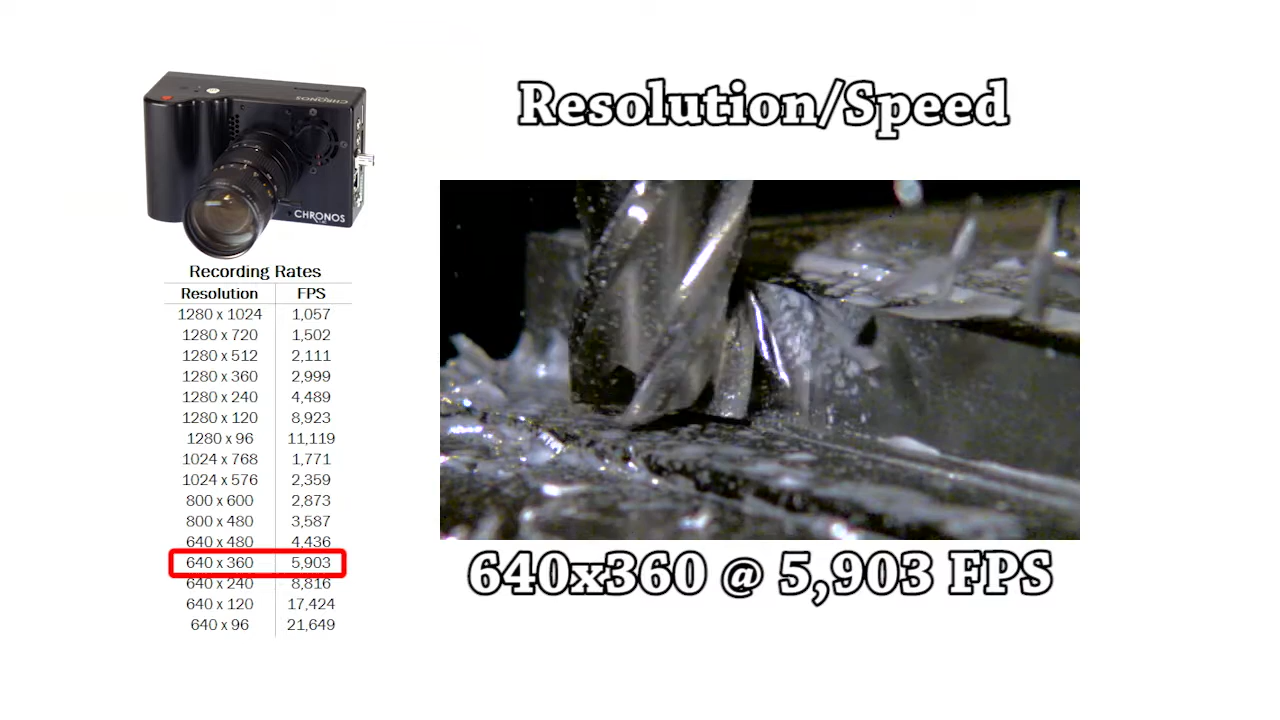 Resolution/Speed
CHRONOS
CHRONOS
Recording Rates
Resolution FPS
1280 x 1024 1,057
1280 x 720 1,502
1280 x 512 2,111
1280 x 360 2,999
1280 x 240 4,489
1280 x 120 8,923
1280 x 96 11,119
1024 x 768 1,771
1024 x 576 2,359
800 x 600 2,873
800 x 480 3,587
640 x 480 4,436
640 x 360 5,903
640 x 240 8,816
640 x 120 17,424
640 x 96 21,649
640x360 @ 5,903 FPS